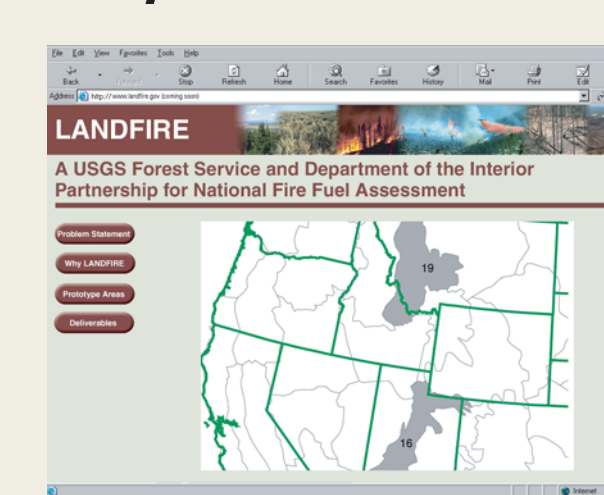 File Edit View Favorites Tools Help
Back Forward Stop Refresh Home Search Favorites History Mail Print Edit
Address http://www.landfire.gov (coming soon)
LANDFIRE
A USGS Forest Service and Department of the Interior
Partnership for National Fire Fuel Assessment
Problem Statement
Why LANDFIRE
Prototype Areas
Deliverables
19
16
Internet